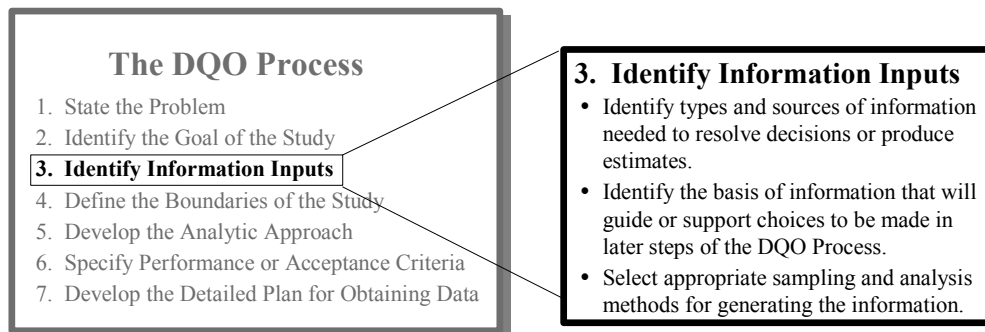 The DQO Process
1. State the Problem
2. Identify the Goal of the Study
3. Identify Information Inputs
4. Define the Boundaries of the Study
5. Develop the Analytic Approach
6. Specify Performance or Acceptance Criteria
7. Develop the Detailed Plan for Obtaining Data
3. Identify Information Inputs
• Identify types and sources of information
needed to resolve decisions or produce
estimates.
• Identify the basis of information that will
guide or support choices to be made in
later steps of the DQO Process.
• Select appropriate sampling and analysis
methods for generating the information.